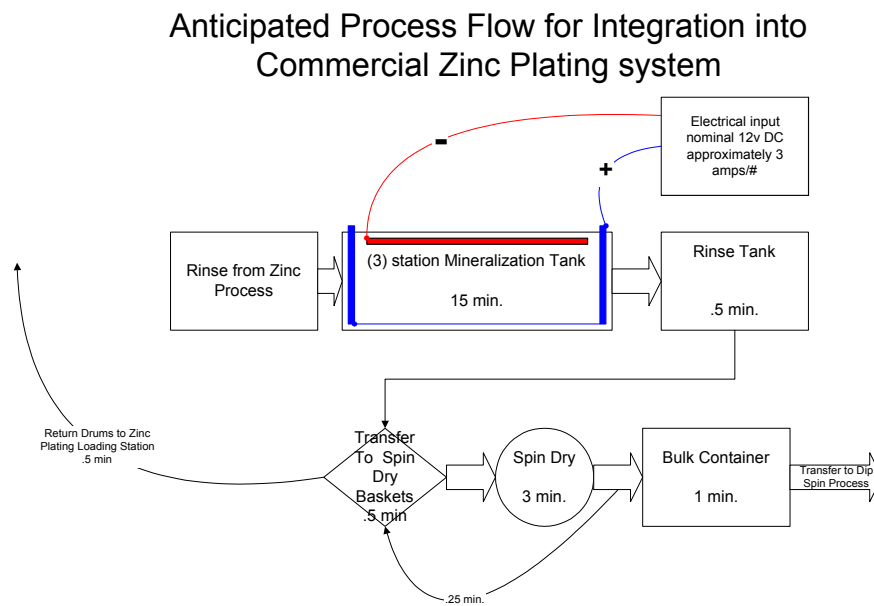 Anticipated Process Flow for Integration into
Commercial Zinc Plating system
Electrical input
nominal 12v DC
approximately 3
amps/#
-
+
Rinse from Zinc
Process
(3) station Mineralization Tank
15 min.
Rinse Tank
.5 min.
Return Drums to Zinc
Plating Loading Station
.5 min
Transfer
To Spin
Dry
Baskets
.5 min
Spin Dry
3 min.
Bulk Container
1 min.
Transfer to Dip
Spin Process
.25 min.